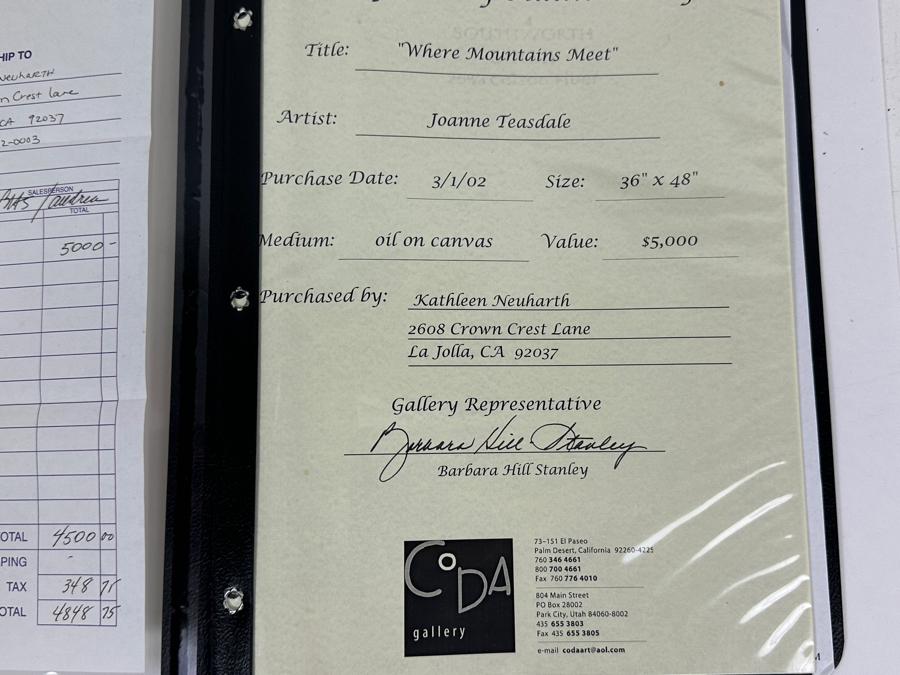 HIP TO
Neuharth
n Crest Lane
CA 92037
2-0003
SALESPERSON
TOTAL
5000 -
OTAL 4500 00
PING -
TAX 348 75
OTAL 4848 75
Title: "Where Mountains Meet"
Artist: Joanne Teasdale
Purchase Date: 3/1/02 Size: 36" x 48"
Medium: oil on canvas Value: $5,000
Purchased by: Kathleen Neuharth
2608 Crown Crest Lane
La Jolla, CA 92037
Gallery Representative
Barbara Hill Stanley
Barbara Hill Stanley
CODA
gallery
73-151 El Paseo
Palm Desert, California 92260-4225
760 346 4661
800 700 4661
Fax 760 776 4010
804 Main Street
PO Box 28002
Park City, Utah 84060-8002
435 655 3803
Fax 435 655 3805
e-mail codaart@aol.com